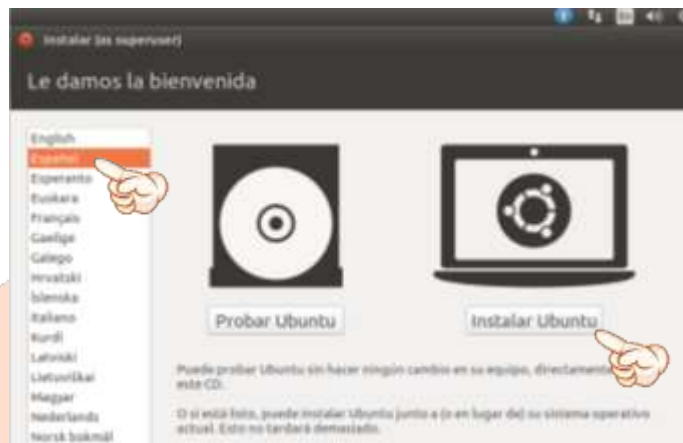 Instalar (as superuser)
Le damos la bienvenida
English
Español
Esperanto
Euskara
Français
Gaeilge
Galego
Hrvatski
Íslenska
Italiano
Kurdî
Latviski
Lietuviškai
Magyar
Nederlands
Norsk bokmål
Probar Ubuntu
Instalar Ubuntu
Puede probar Ubuntu sin hacer ningún cambio en su equipo, directamente
este CD.
O si está listo, puede instalar Ubuntu junto a (o en lugar de) su sistema operativo
actual. Esto no tardará demasiado.